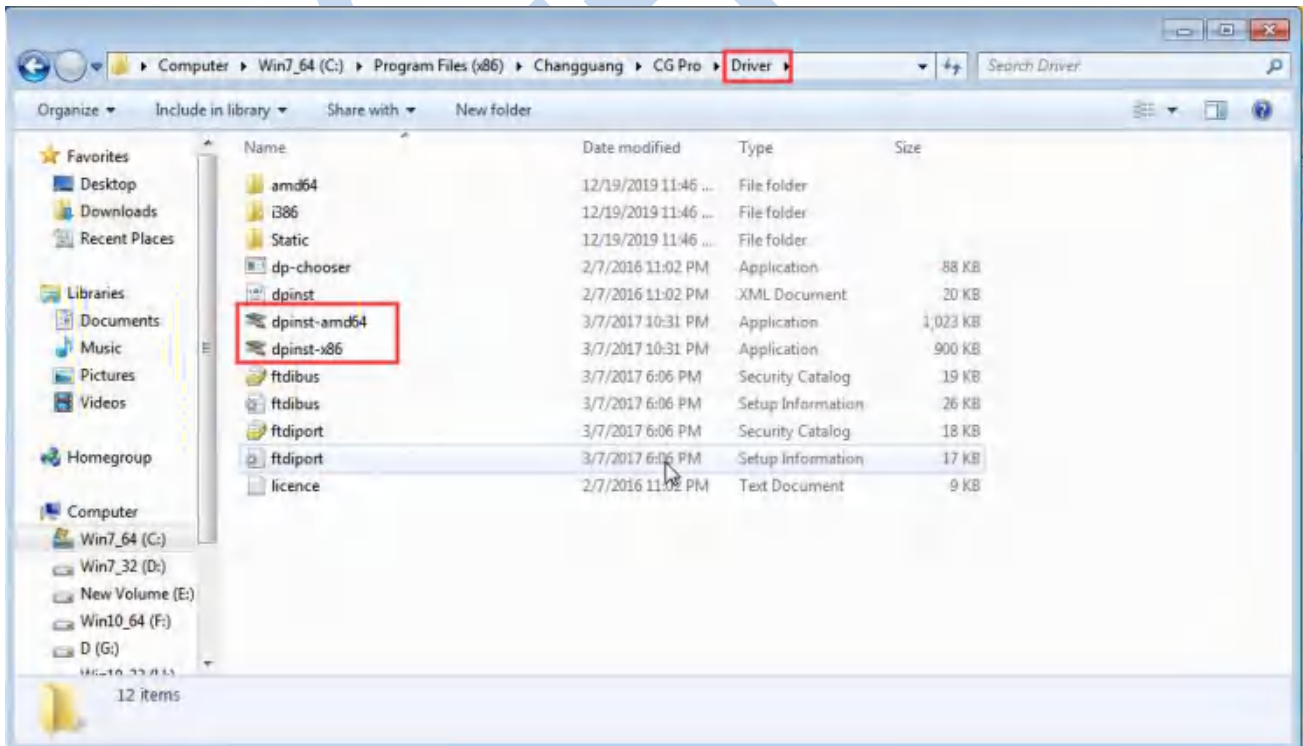 Computer ▸ Win7_64 (C:) ▸ Program Files (x86) ▸ Changguang ▸ CG Pro ▸ Driver ▸ Search Driver
Organize Include in library Share with New folder
Name Date modified Type Size
Favorites
Desktop
Downloads
Recent Places
Libraries
Documents
Music
Pictures
Videos
Homegroup
Computer
Win7_64 (C:)
Win7_32 (D:)
New Volume (E:)
Win10_64 (F:)
D (G:)
amd64 12/19/2019 11:46 ... File folder
i386 12/19/2019 11:46 ... File folder
Static 12/19/2019 11:46 ... File folder
dp-chooser 2/7/2016 11:02 PM Application 88 KB
dpinst 2/7/2016 11:02 PM XML Document 20 KB
dpinst-amd64 3/7/2017 10:31 PM Application 1,023 KB
dpinst-x86 3/7/2017 10:31 PM Application 900 KB
ftdibus 3/7/2017 6:06 PM Security Catalog 19 KB
ftdibus 3/7/2017 6:06 PM Setup Information 26 KB
ftdiport 3/7/2017 6:06 PM Security Catalog 18 KB
ftdiport 3/7/2017 6:06 PM Setup Information 17 KB
licence 2/7/2016 11:02 PM Text Document 9 KB
12 items